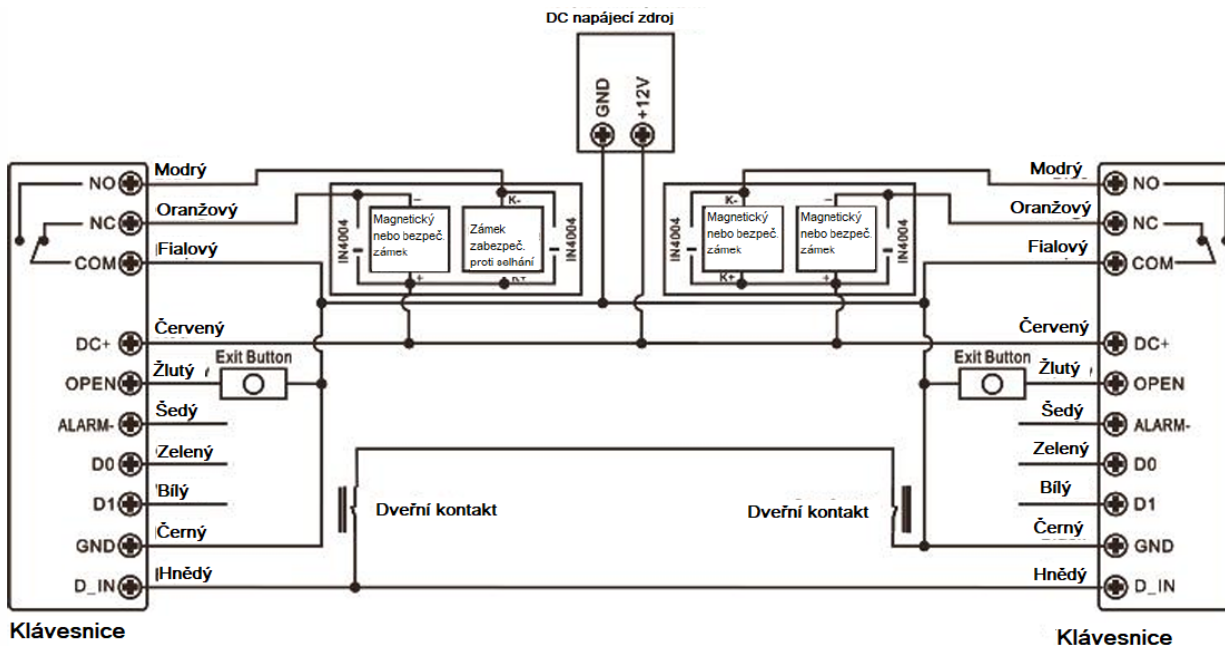 DC napájecí zdroj
GND
+12V
Modrý
NO
Oranžový
NC
Fialový
COM
IN4004
−
Magnetický
nebo bezpeč.
zámek
+
K-
Zámek
zabezpeč.
proti selhání
IN4004
IN4004
K-
Magnetický
nebo bezpeč.
zámek
K+
−
Magnetický
nebo bezpeč.
zámek
+
IN4004
Modrý
NO
Oranžový
NC
Fialový
COM
Červený
DC+
Exit Button
Žlutý
OPEN
Šedý
ALARM-
Zelený
D0
Bílý
D1
Černý
GND
Hnědý
D_IN
Klávesnice
Dveřní kontakt
Dveřní kontakt
Červený
DC+
Exit Button
Žlutý
OPEN
Šedý
ALARM-
Zelený
D0
Bílý
D1
Černý
GND
Hnědý
D_IN
Klávesnice